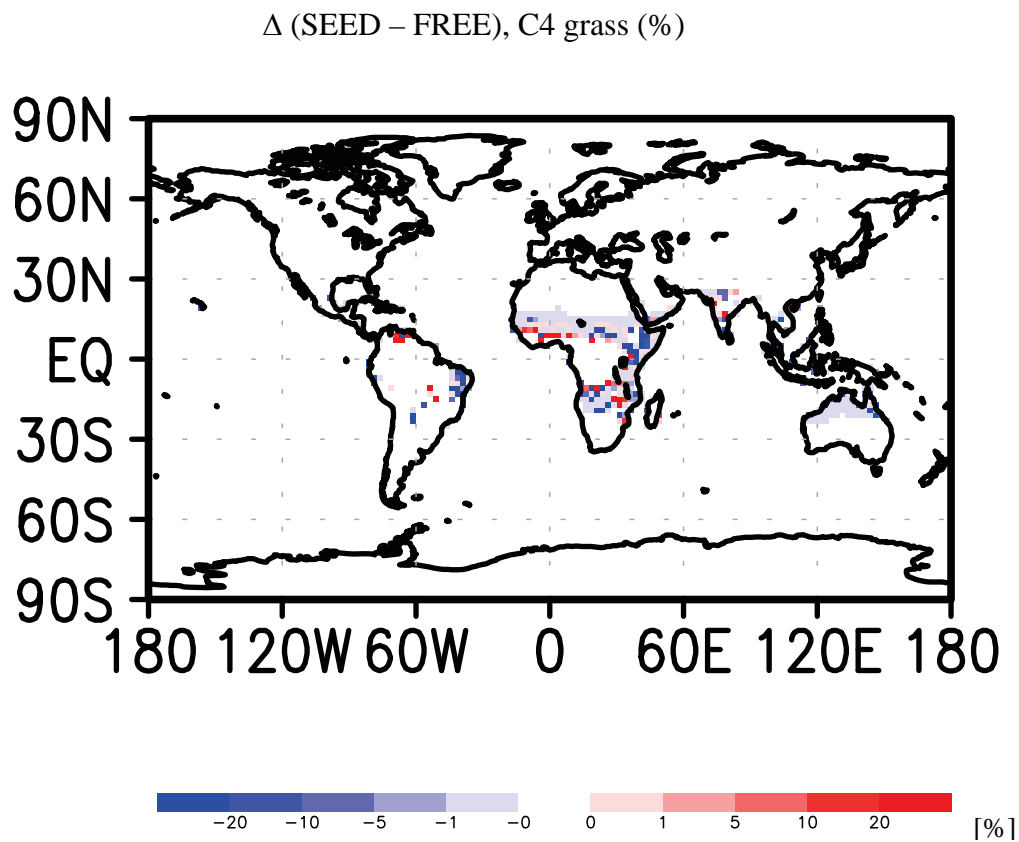 Δ (SEED – FREE), C4 grass (%)
90N
60N
30N
EQ
30S
60S
90S
180 120W 60W 0 60E 120E 180
−20 −10 −5 −1 −0 0 1 5 10 20 [%]